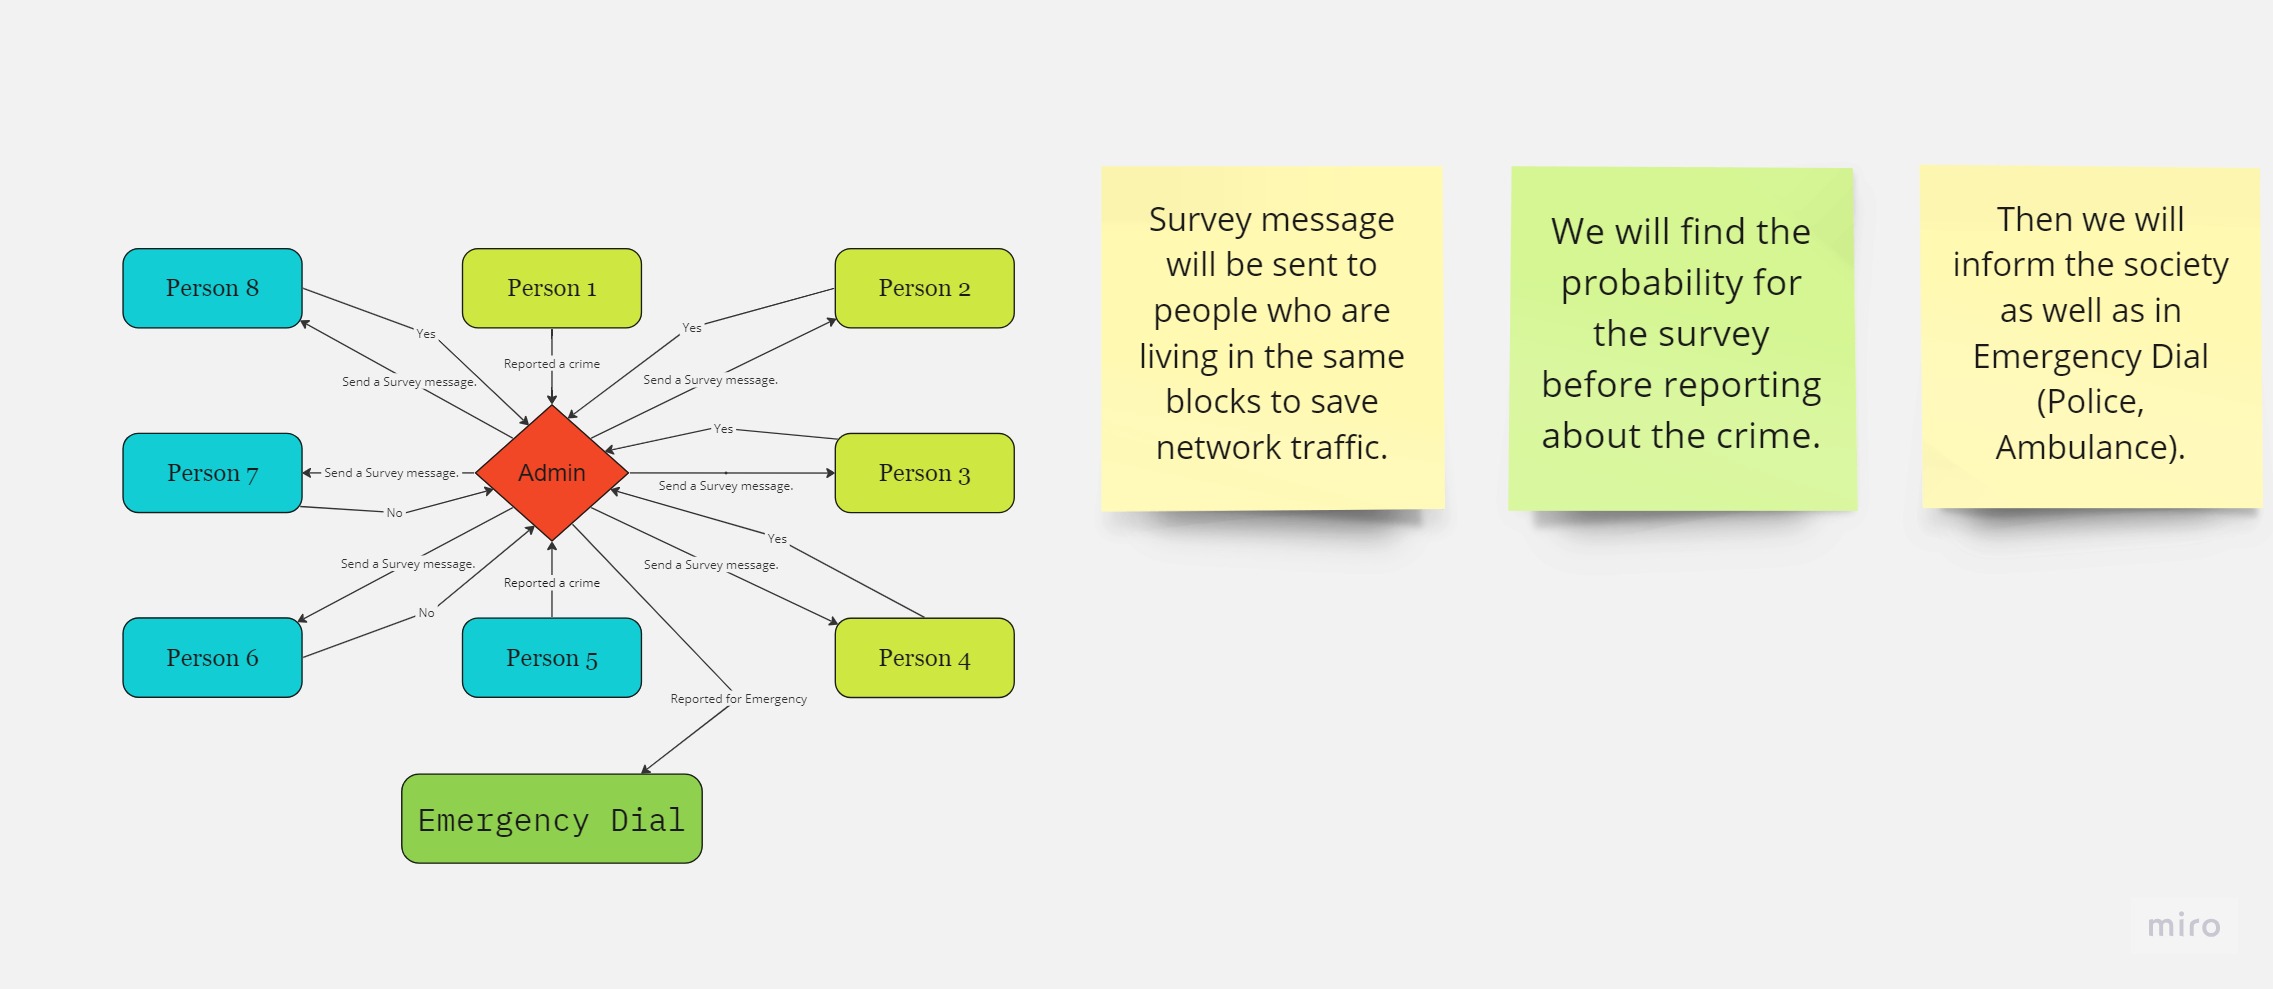 Person 8
Person 1
Person 2
Yes
Yes
Reported a crime
Send a Survey message.
Send a Survey message.
Yes
Person 7
Send a Survey message.
Admin
Person 3
Send a Survey message.
No
Yes
Send a Survey message.
Send a Survey message.
Reported a crime
No
Person 6
Person 5
Person 4
Reported for Emergency
Emergency Dial
Survey message
will be sent to
people who are
living in the same
blocks to save
network traffic.
We will find the
probability for
the survey
before reporting
about the crime.
Then we will
inform the society
as well as in
Emergency Dial
(Police,
Ambulance).
miro